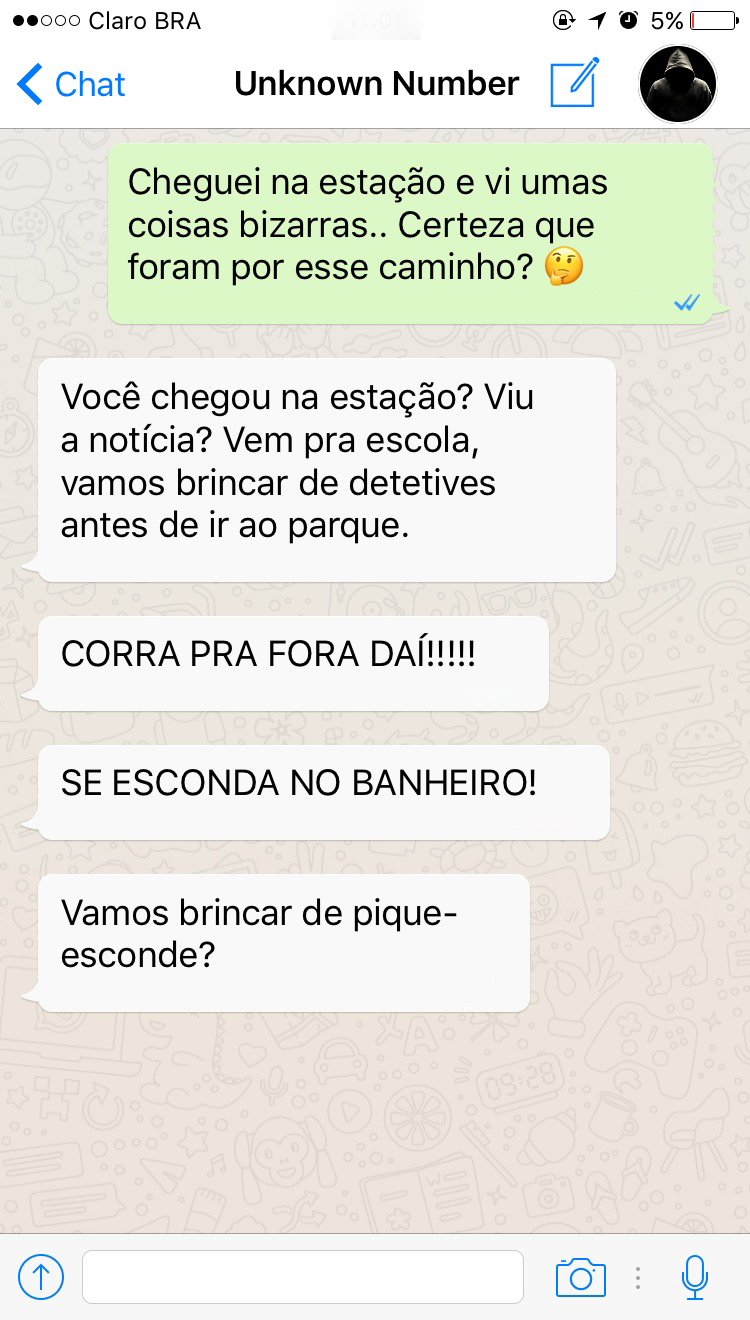 Claro BRA
5%
Chat
Unknown Number
Cheguei na estação e vi umas
coisas bizarras.. Certeza que
foram por esse caminho? 🤔
Você chegou na estação? Viu
a notícia? Vem pra escola,
vamos brincar de detetives
antes de ir ao parque.
CORRA PRA FORA DAÍ!!!!!
SE ESCONDA NO BANHEIRO!
Vamos brincar de pique-
esconde?
09:28